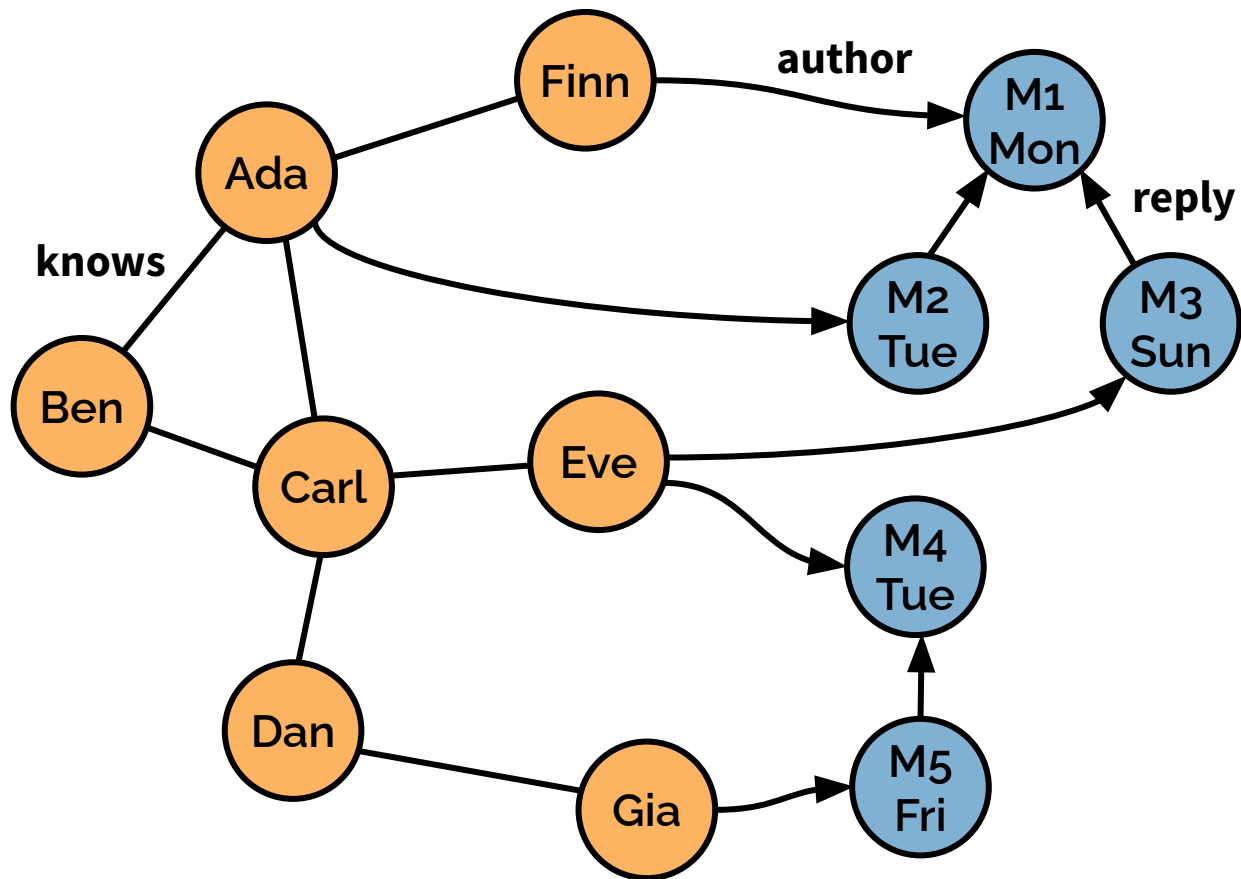 Finn
author
M1
Mon
Ada
reply
knows
M2
Tue
M3
Sun
Ben
Carl
Eve
M4
Tue
Dan
Gia
M5
Fri